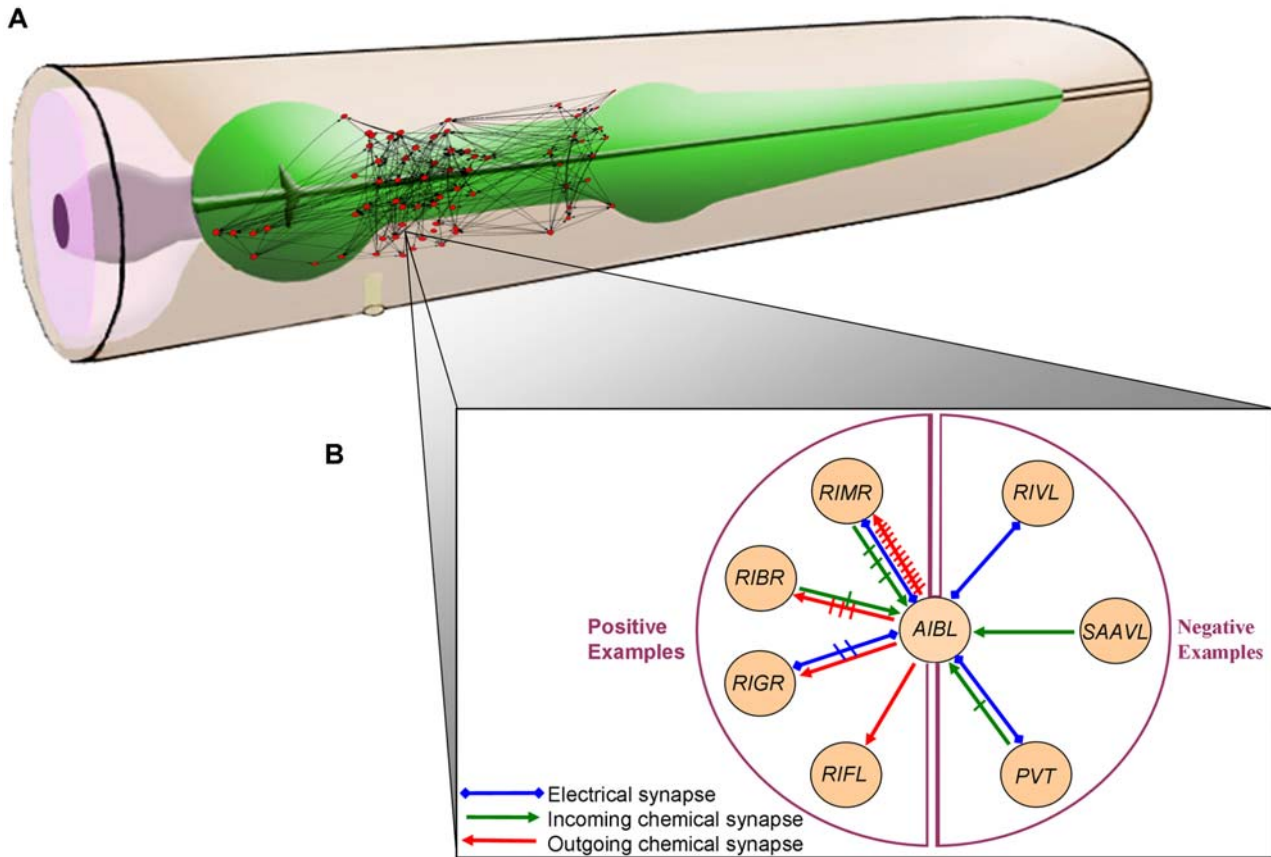 A
B
RIMR
RIVL
RIBR
Positive
Examples
AIBL
SAAVL
Negative
Examples
RIGR
RIFL
PVT
Electrical synapse
Incoming chemical synapse
Outgoing chemical synapse